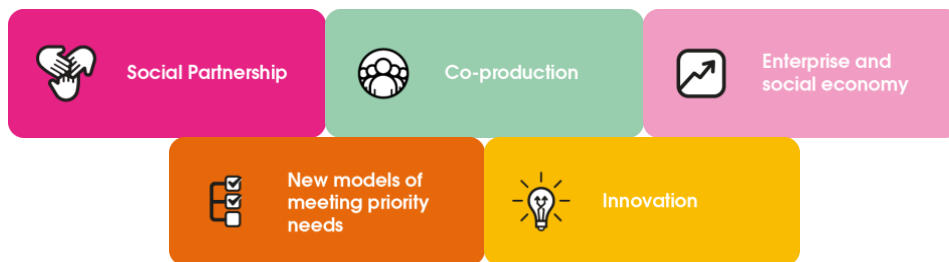 Social Partnership
Co-production
Enterprise and
social economy
New models of
meeting priority
needs
Innovation